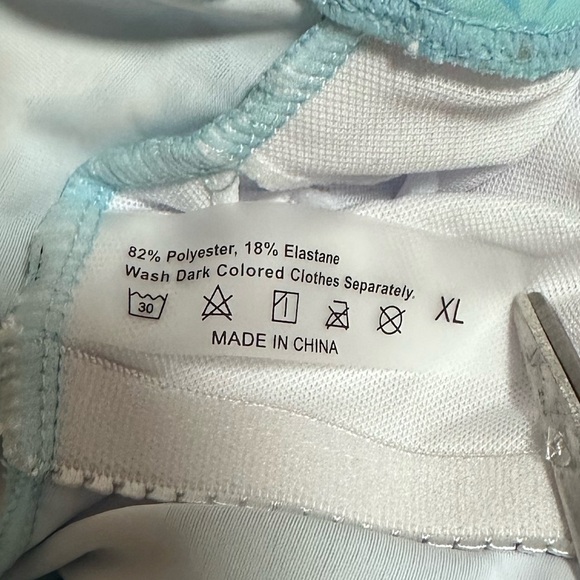 82% Polyester, 18% Elastane
Wash Dark Colored Clothes Separately.
30
XL
MADE IN CHINA